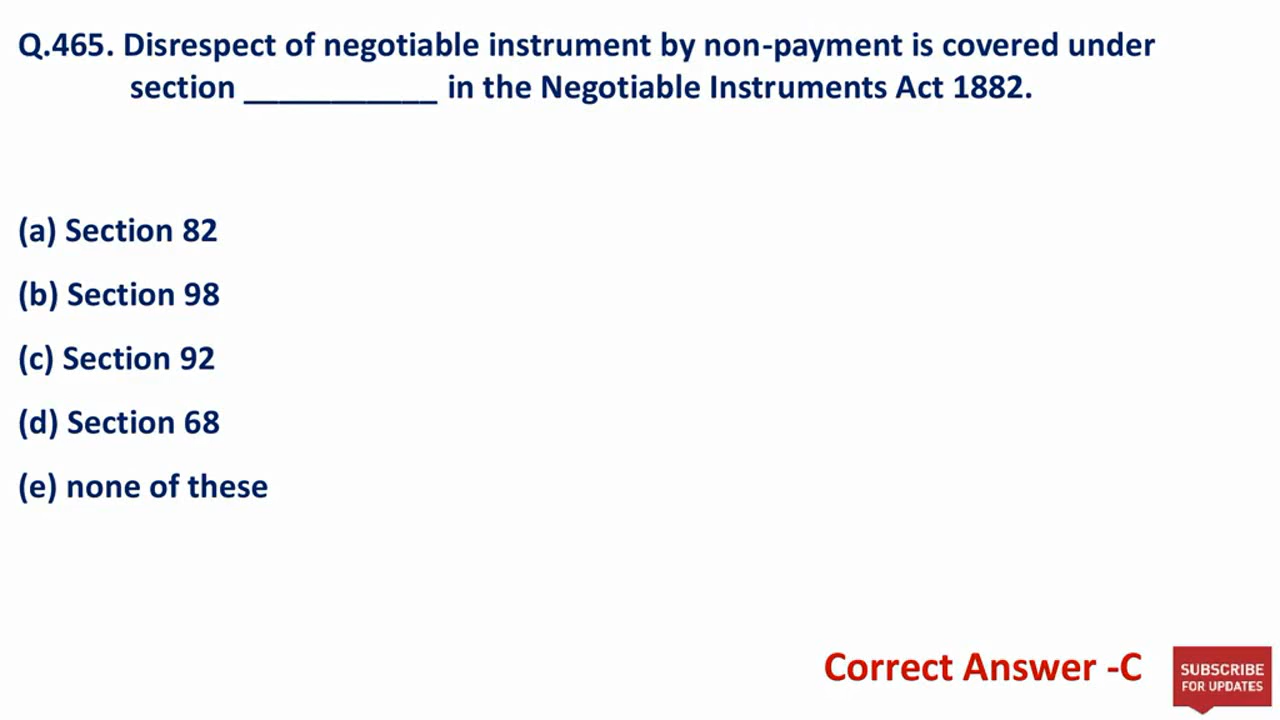 Q.465. Disrespect of negotiable instrument by non-payment is covered under
section ___________ in the Negotiable Instruments Act 1882.
(a) Section 82
(b) Section 98
(c) Section 92
(d) Section 68
(e) none of these
Correct Answer -C
SUBSCRIBE
FOR UPDATES